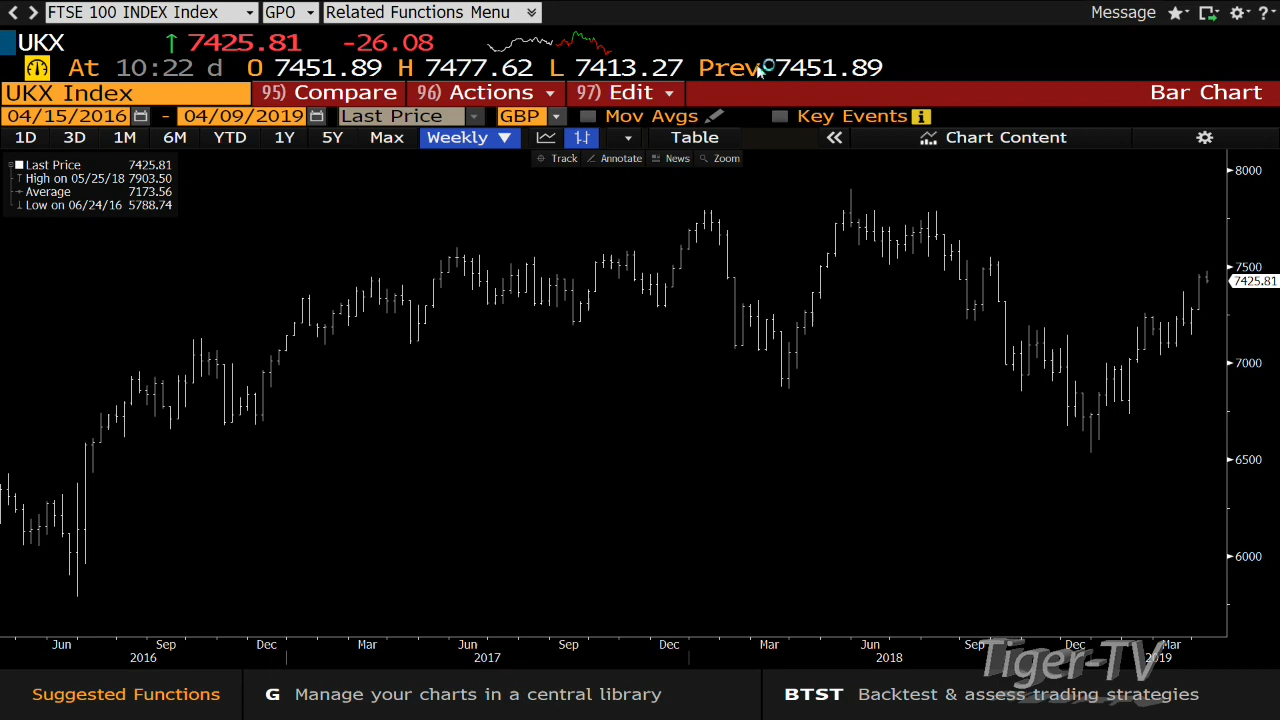 FTSE 100 INDEX Index GPO Related Functions Menu Message ?
UKX 7425.81 -26.08
At 10:22 d O 7451.89 H 7477.62 L 7413.27 Prev 7451.89
UKX Index 95) Compare 96) Actions 97) Edit Bar Chart
04/15/2016 - 04/09/2019 Last Price GBP Mov Avgs Key Events i
1D 3D 1M 6M YTD 1Y 5Y Max Weekly ▼ Table « Chart Content
Track Annotate News Zoom
Last Price 7425.81
High on 05/25/18 7903.50
Average 7173.56
Low on 06/24/16 5788.74
8000
7500
7425.81
7000
6500
6000
Jun Sep Dec Mar Jun Sep Dec Mar Jun Sep Dec Mar
2016 2017 2018 2019
Tiger-TV
Suggested Functions G Manage your charts in a central library BTST Backtest & assess trading strategies